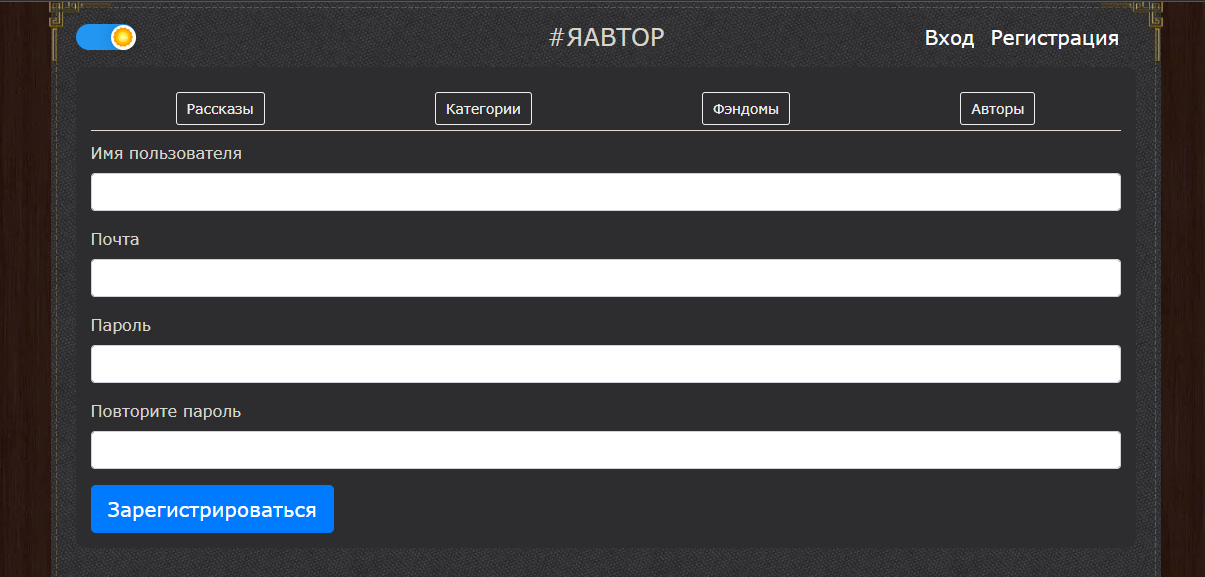 #ЯАВТОР
Вход Регистрация
Рассказы Категории Фэндомы Авторы
Имя пользователя
Почта
Пароль
Повторите пароль
Зарегистрироваться